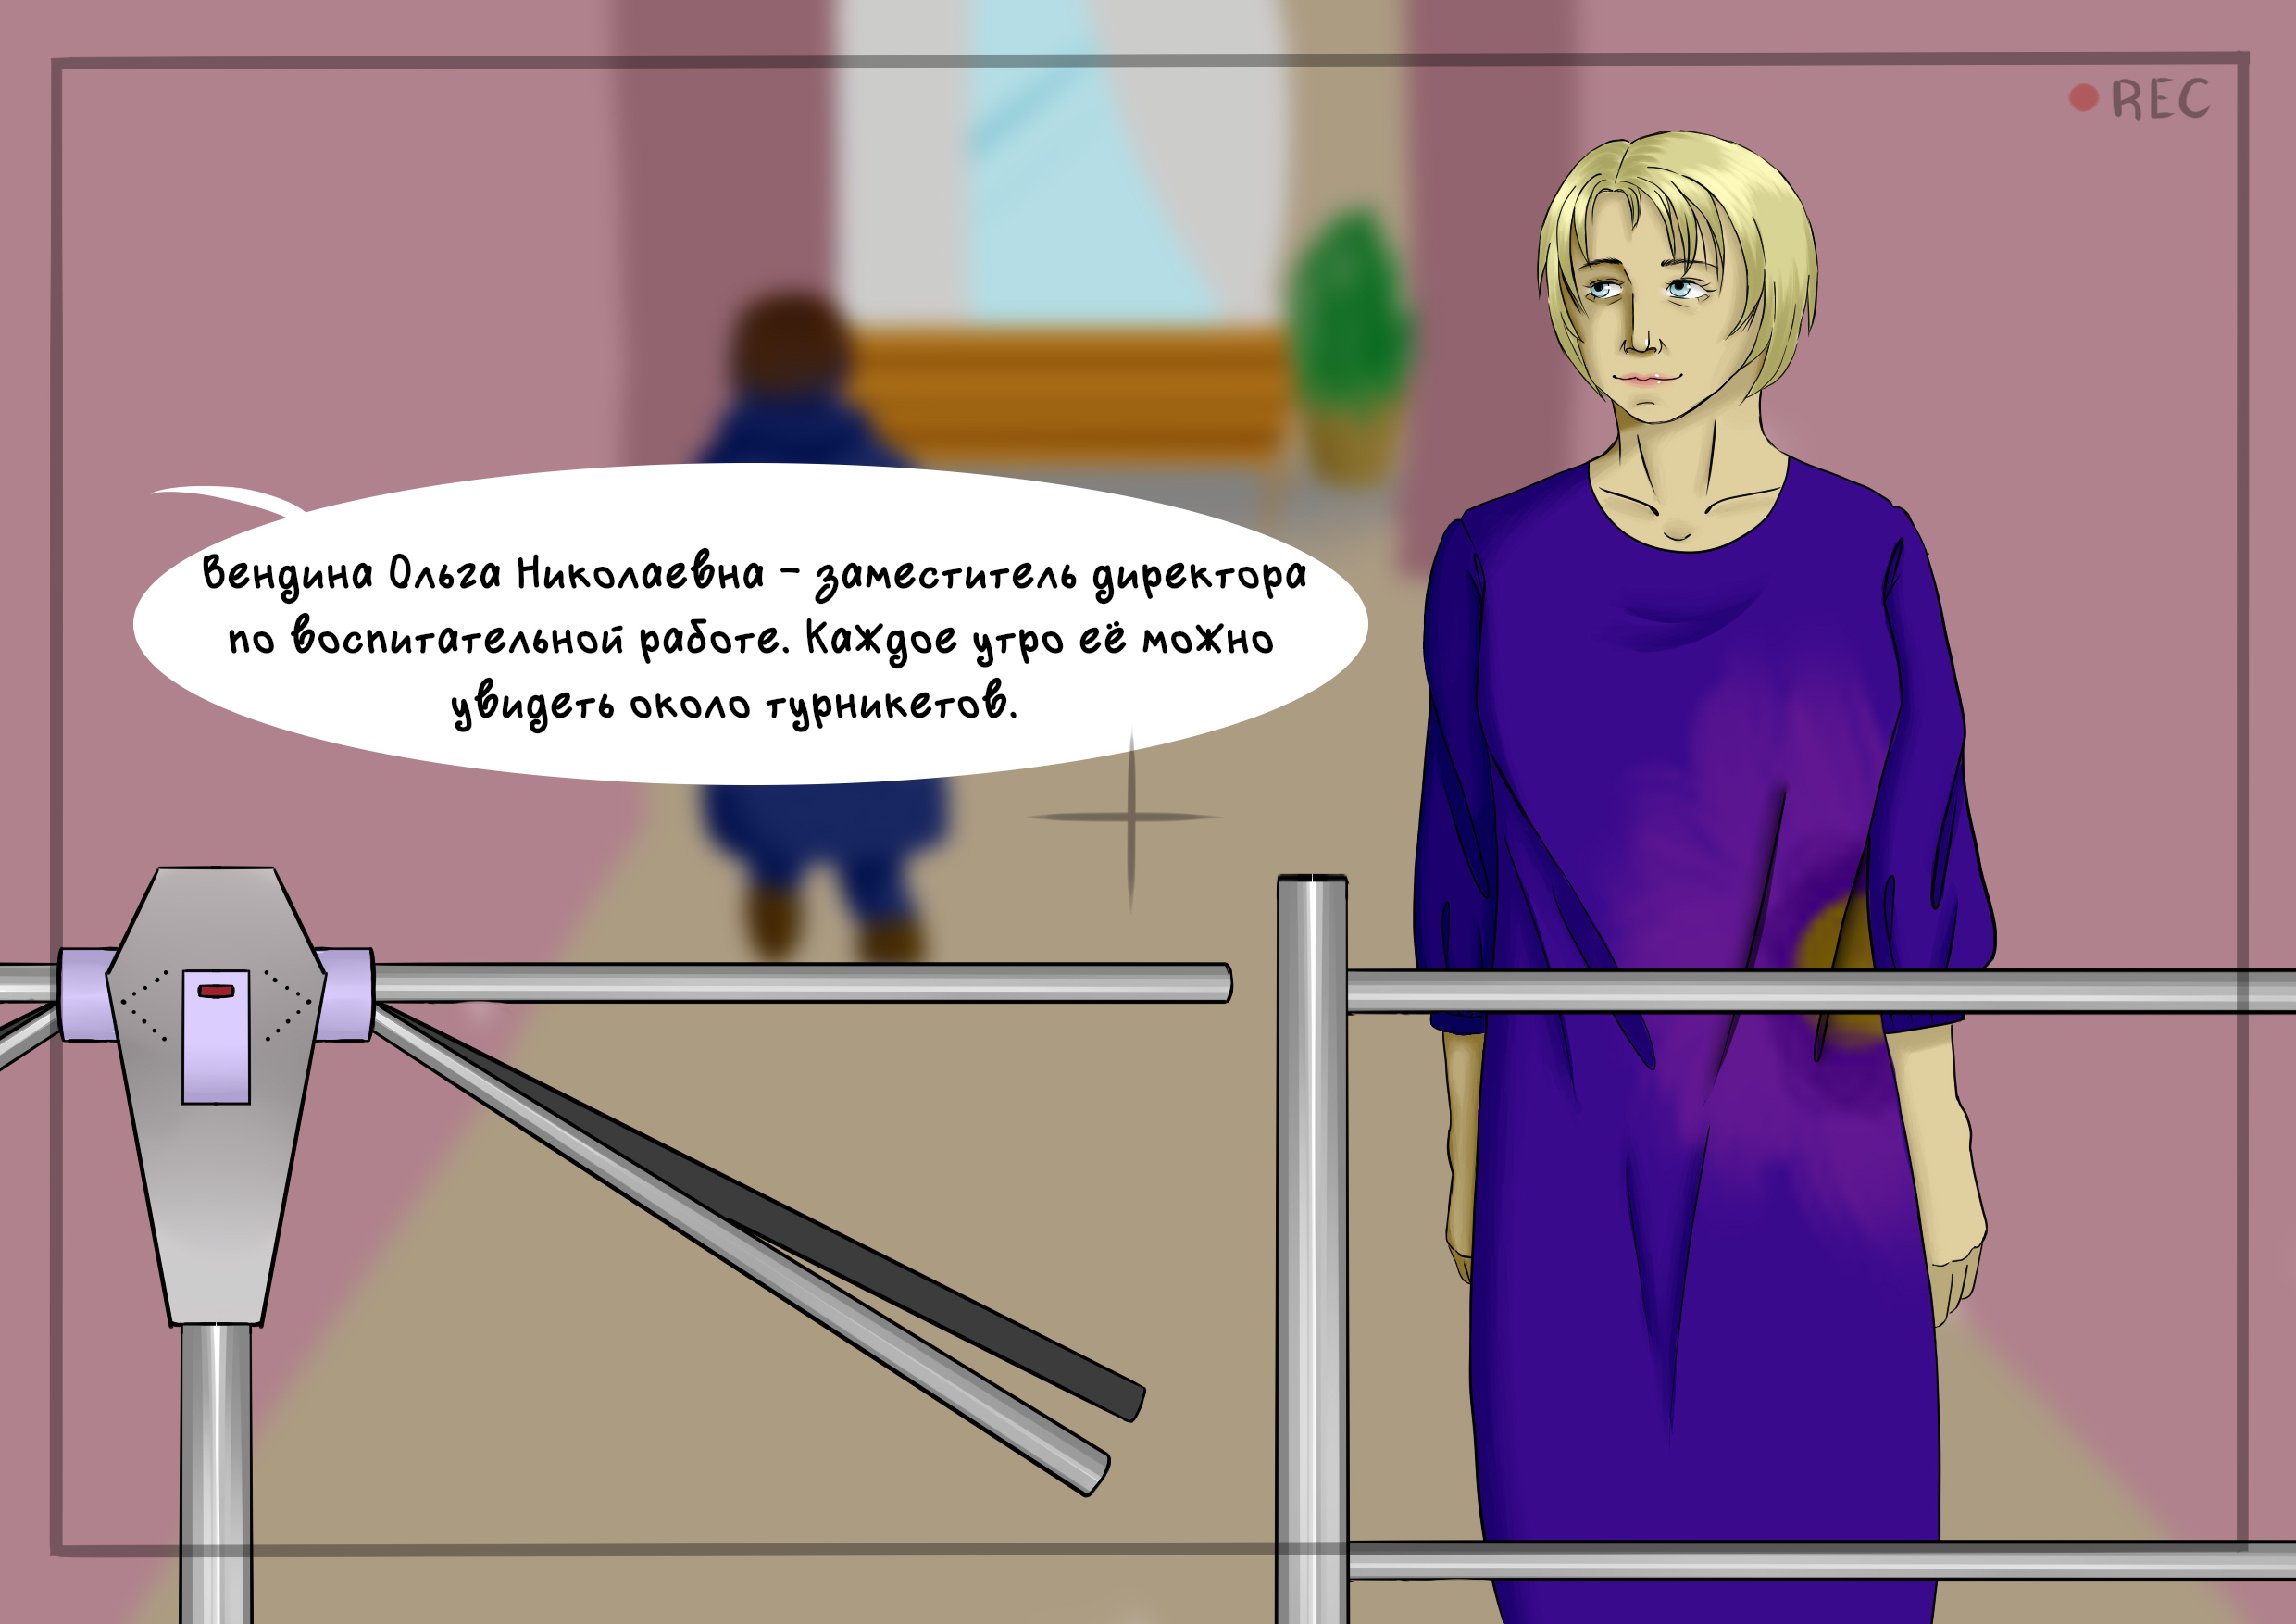 REC
Вендина Ольга Николаевна - заместитель директора
по воспитательной работе. Каждое утро её можно
увидеть около турникетов.